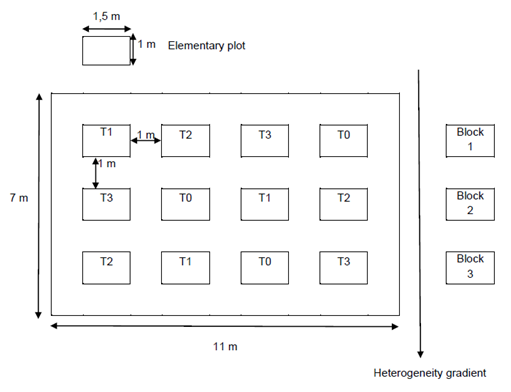 1,5 m
1 m Elementary plot
T1 1 m T2 T3 T0 Block 1
1 m
7 m T3 T0 T1 T2 Block 2
T2 T1 T0 T3 Block 3
11 m
Heterogeneity gradient